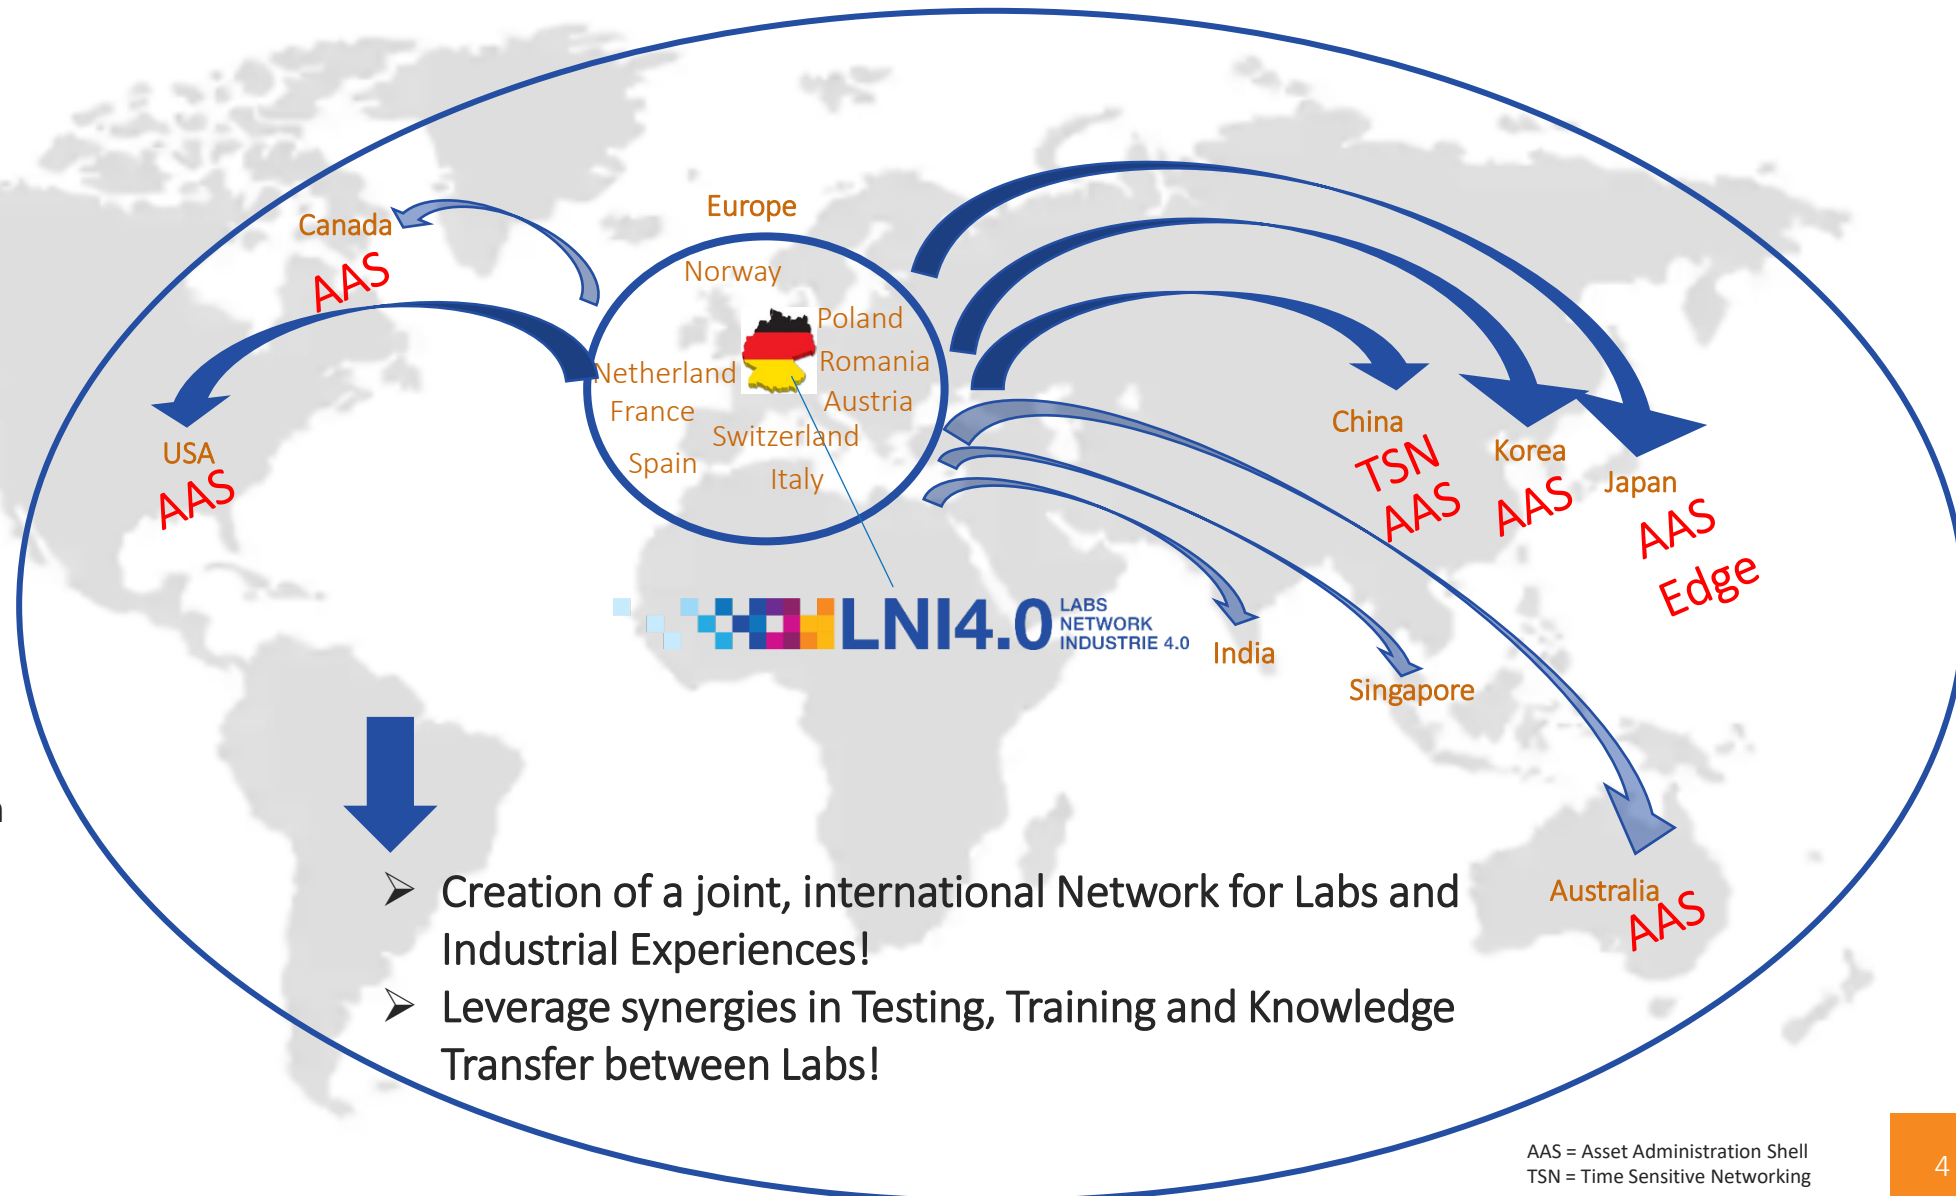 Europe
Canada
AAS
Norway
Poland
Netherland
Romania
France
Austria
Switzerland
Spain
Italy
USA
AAS
China
TSN
AAS
Korea
AAS
Japan
AAS
Edge
LNI4.0
LABS
NETWORK
INDUSTRIE 4.0
India
Singapore
Australia
AAS
➢ Creation of a joint, international Network for Labs and
Industrial Experiences!
➢ Leverage synergies in Testing, Training and Knowledge
Transfer between Labs!
AAS = Asset Administration Shell
TSN = Time Sensitive Networking
4